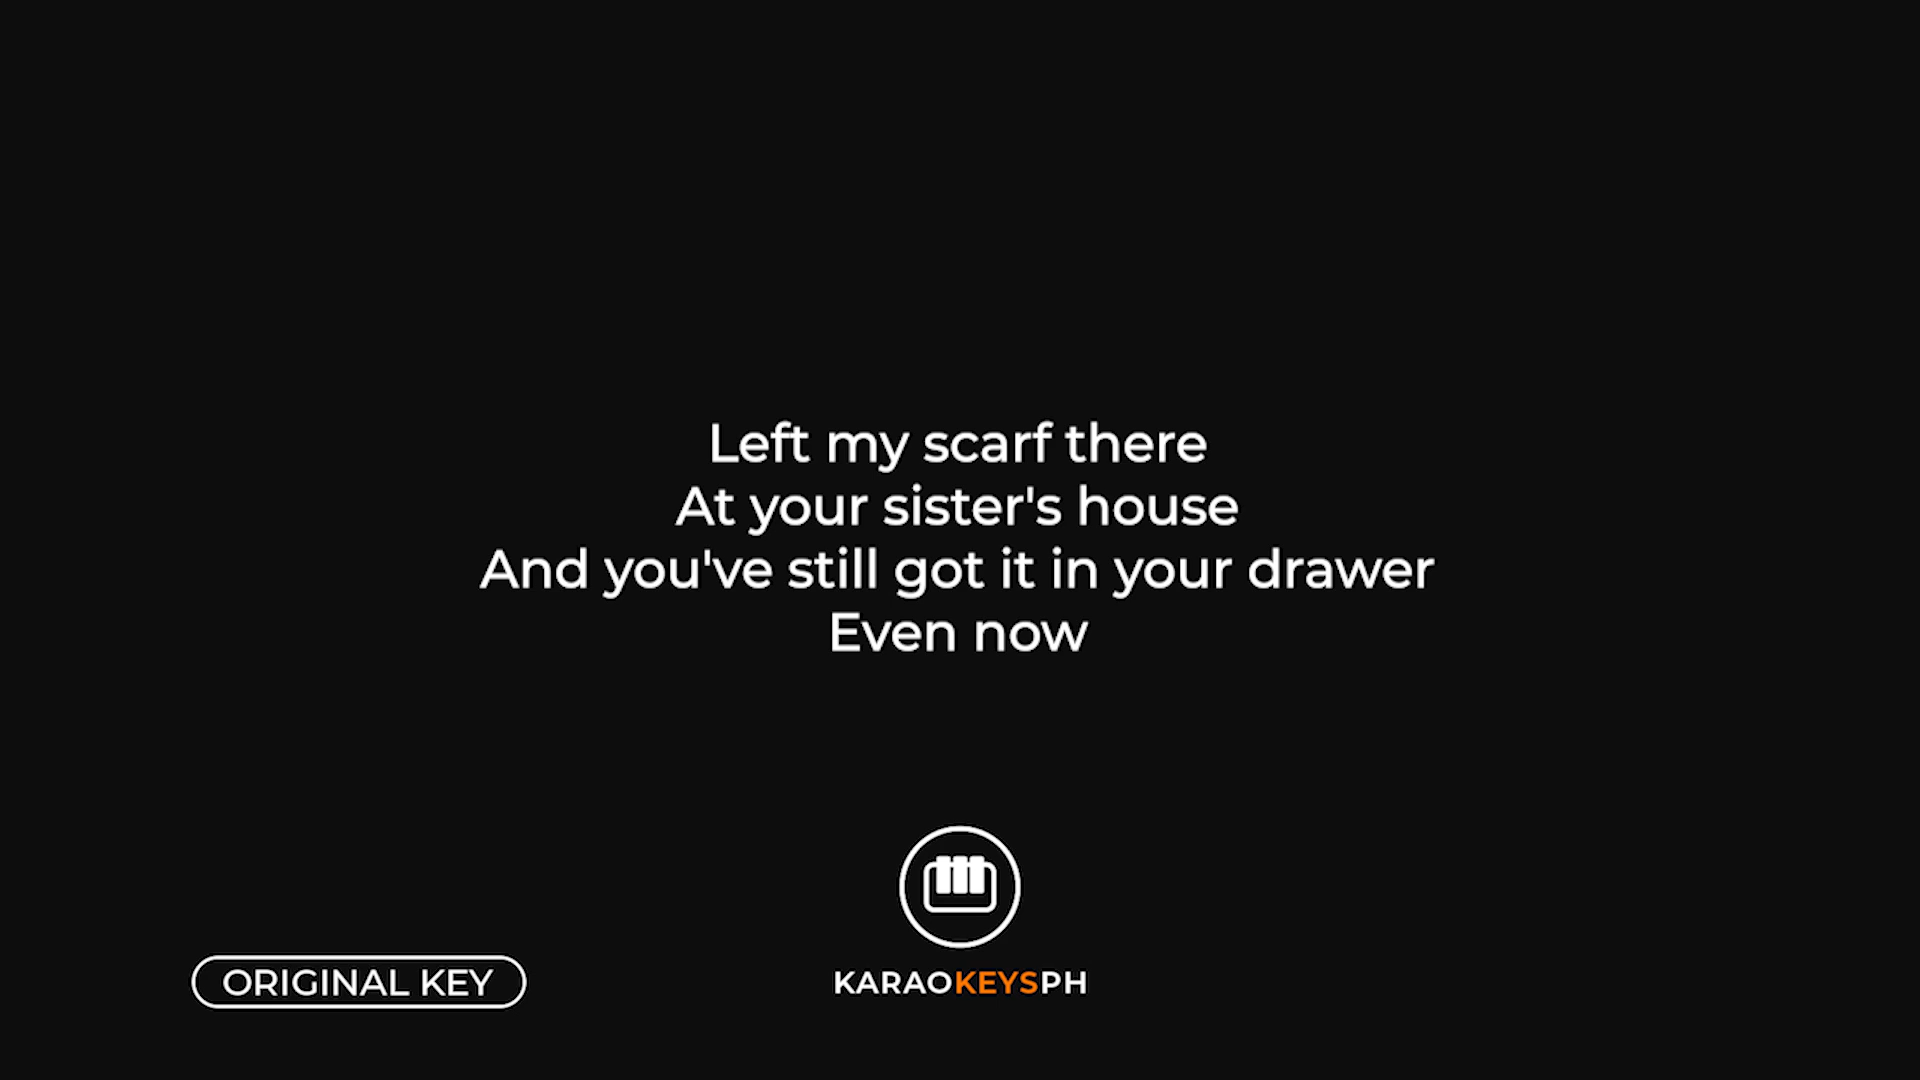 Left my scarf there
At your sister's house
And you've still got it in your drawer
Even now
ORIGINAL KEY
KARAOKEYSPH